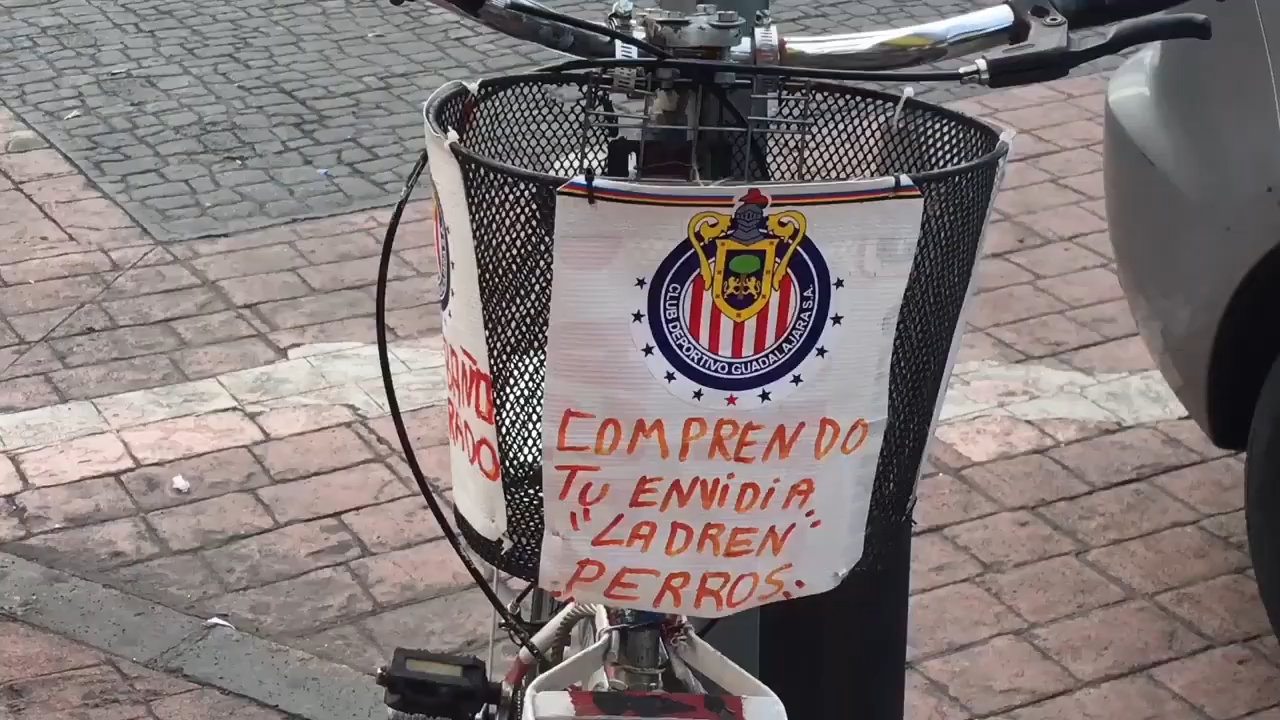 CLUB DEPORTIVO GUADALAJARA S.A.
COMPRENDO
TU ENVIDIA
"LADREN"
PERROS